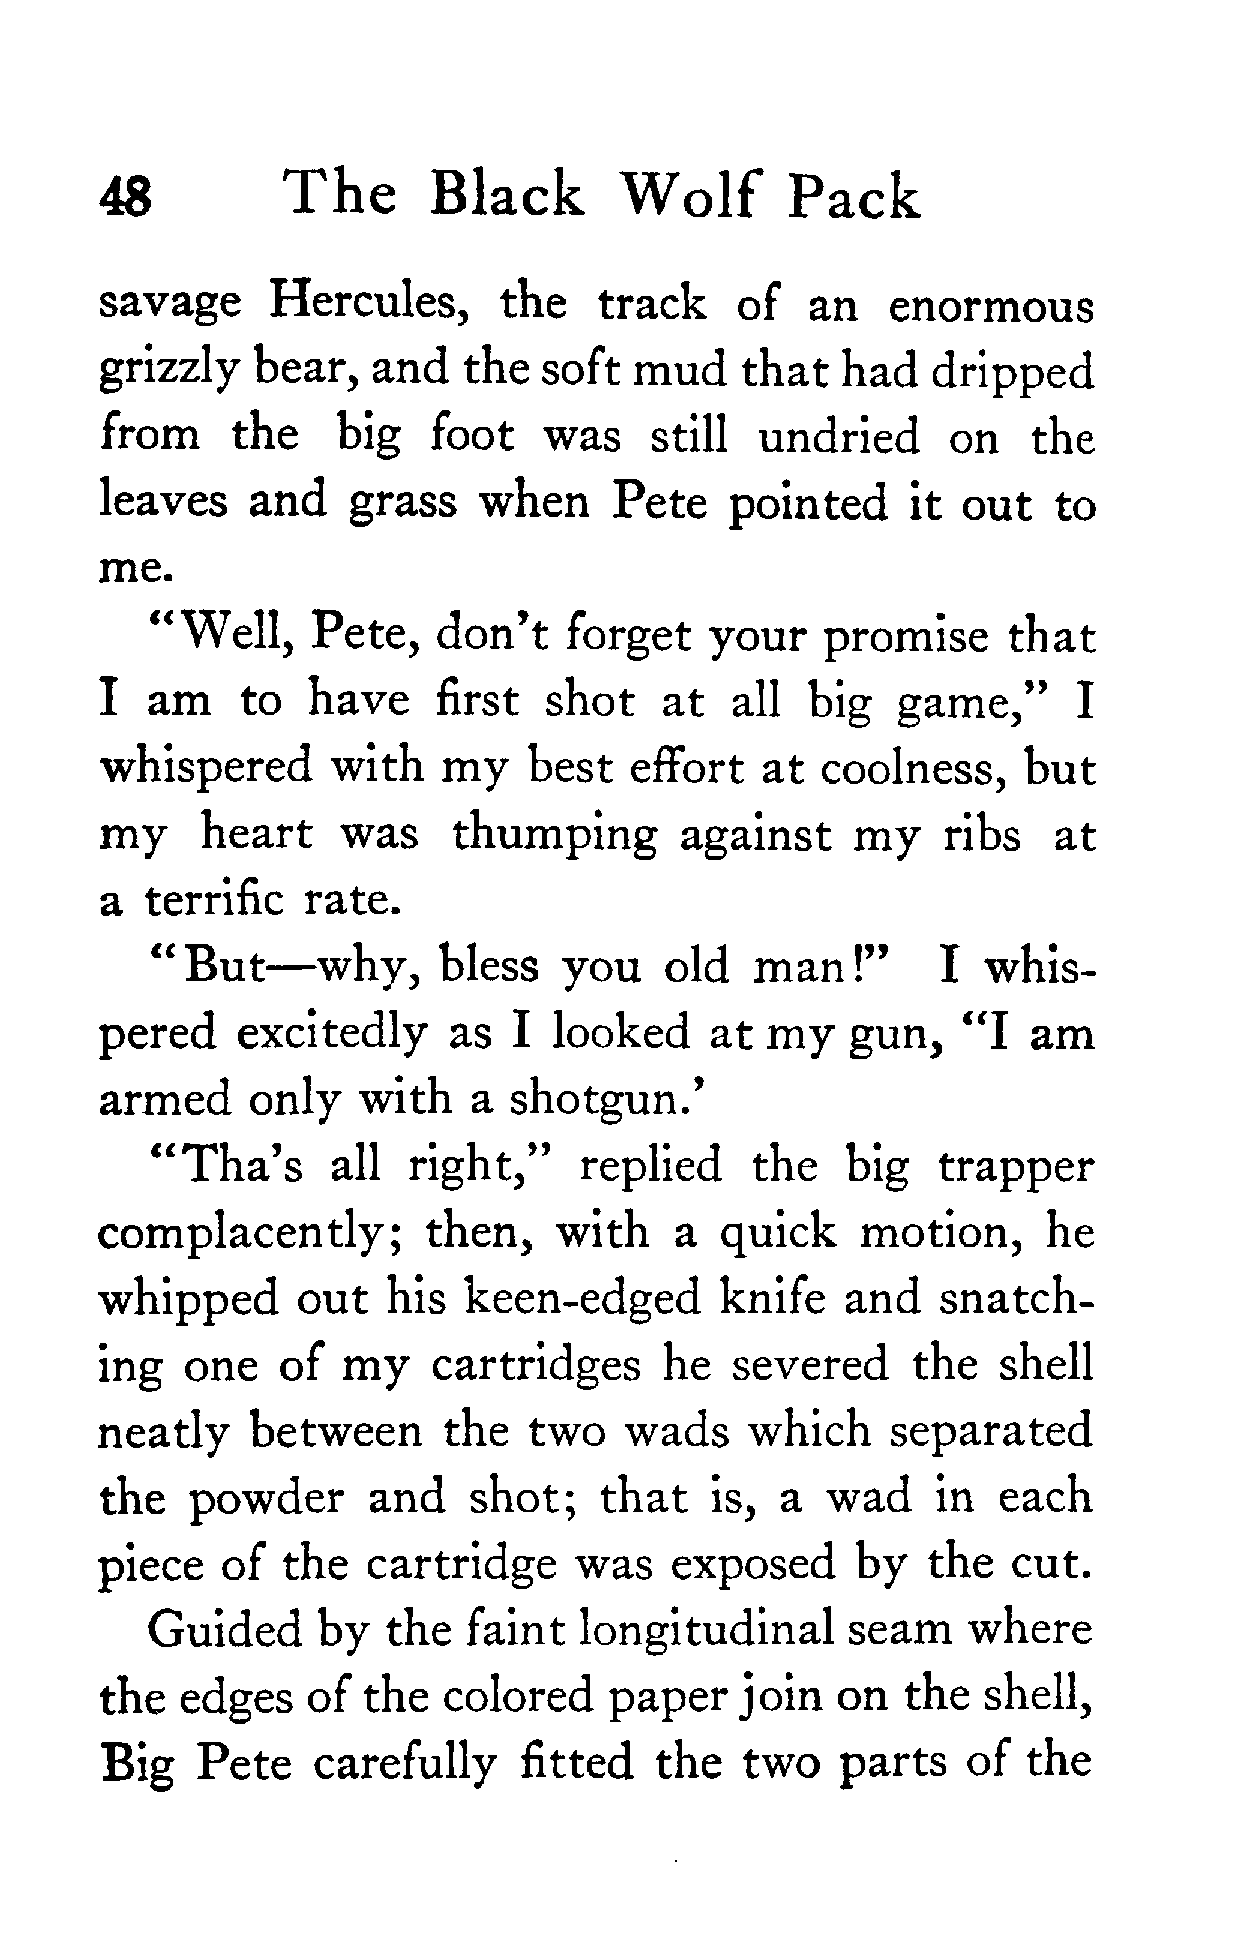 48 The Black Wolf Pack
savage Hercules, the track of an enormous
grizzly bear, and the soft mud that had dripped
from the big foot was still undried on the
leaves and grass when Pete pointed it out to
me.
“Well, Pete, don’t forget your promise that
I am to have first shot at all big game,” I
whispered with my best effort at coolness, but
my heart was thumping against my ribs at
a terrific rate.
“But—why, bless you old man!” I whis-
pered excitedly as I looked at my gun, “I am
armed only with a shotgun.’
“Tha’s all right,” replied the big trapper
complacently; then, with a quick motion, he
whipped out his keen-edged knife and snatch-
ing one of my cartridges he severed the shell
neatly between the two wads which separated
the powder and shot; that is, a wad in each
piece of the cartridge was exposed by the cut.
Guided by the faint longitudinal seam where
the edges of the colored paper join on the shell,
Big Pete carefully fitted the two parts of the